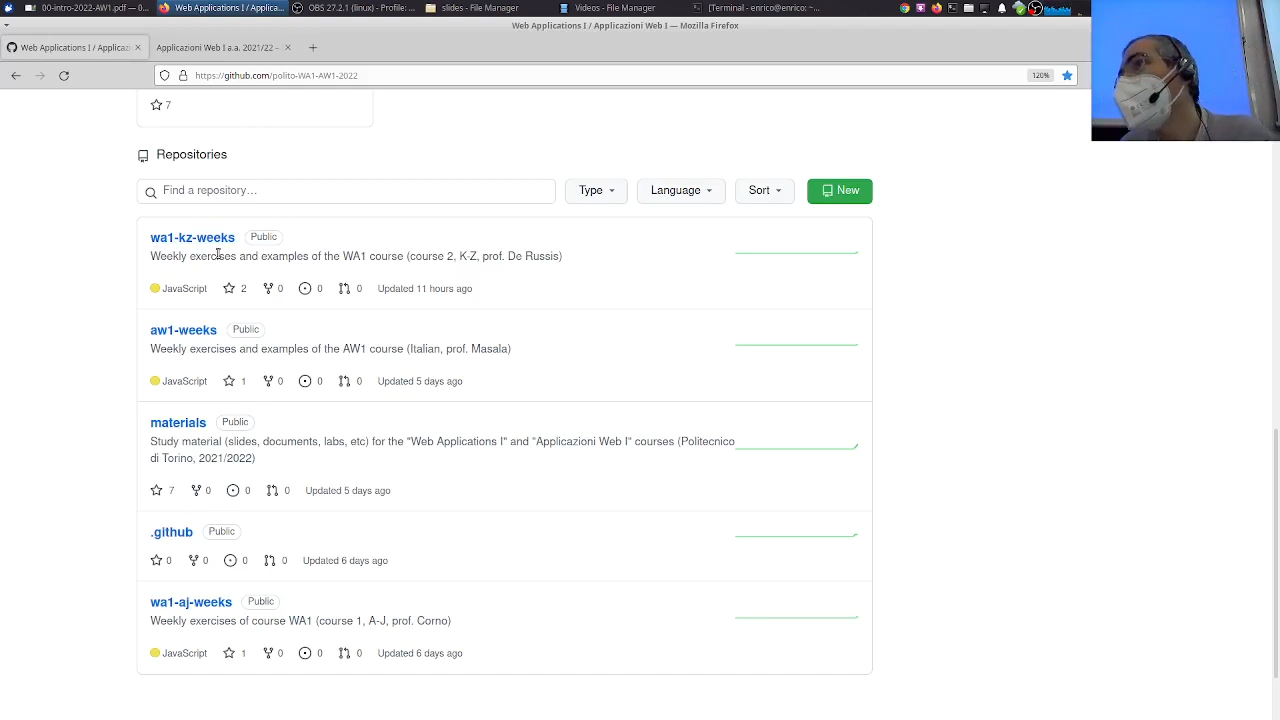 00-intro-2022-AW1.pdf — 0...
Web Applications I / Applica...
OBS 27.2.1 (linux) - Profile: ...
slides - File Manager
Videos - File Manager
[Terminal - enrico@enrico: ~...
Web Applications I / Applicazioni Web I — Mozilla Firefox
Web Applications I / Applicazi
Applicazioni Web I a.a. 2021/22 –
https://github.com/polito-WA1-AW1-2022
120%
7
Repositories
Find a repository…
Type
Language
Sort
New
wa1-kz-weeks
Public
Weekly exercises and examples of the WA1 course (course 2, K-Z, prof. De Russis)
JavaScript 2 0 0 0 Updated 11 hours ago
aw1-weeks
Public
Weekly exercises and examples of the AW1 course (Italian, prof. Masala)
JavaScript 1 0 0 0 Updated 5 days ago
materials
Public
Study material (slides, documents, labs, etc) for the "Web Applications I" and "Applicazioni Web I" courses (Politecnico
di Torino, 2021/2022)
7 0 0 0 Updated 5 days ago
.github
Public
0 0 0 0 Updated 6 days ago
wa1-aj-weeks
Public
Weekly exercises of course WA1 (course 1, A-J, prof. Corno)
JavaScript 1 0 0 0 Updated 6 days ago